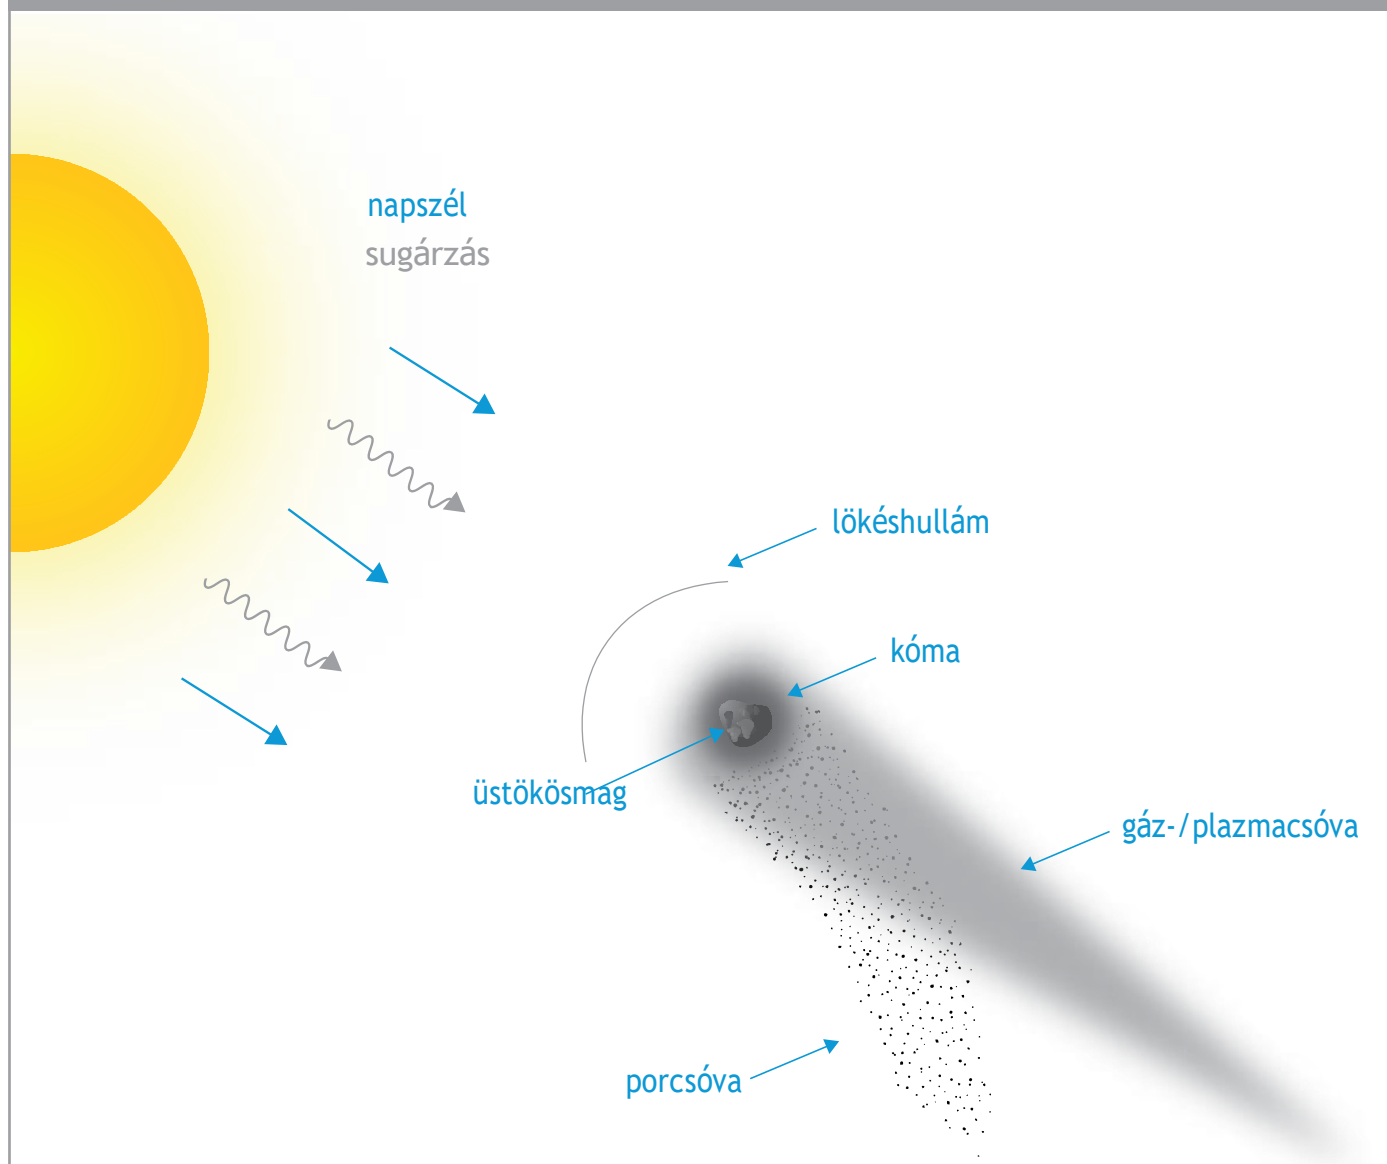 napszél
sugárzás
lökéshullám
kóma
üstökösmag
gáz-/plazmacsóva
porcsóva